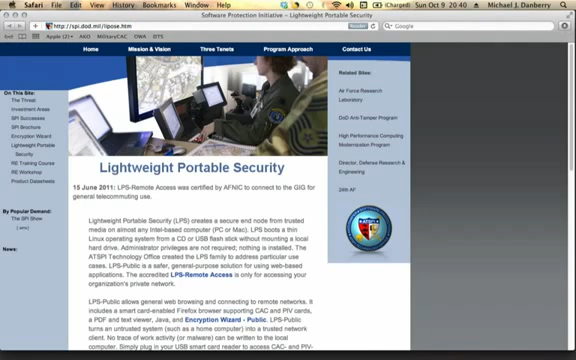 Safari File Edit View History Bookmarks Window Help (Charged) Sun Oct 9 20:40 Michael J. Danberry
Software Protection Initiative – Lightweight Portable Security
http://spi.dod.mil/lipose.htm Reader Google
Apple (2) AKO MilitaryCAC OWA DTS
Home Mission & Vision Three Tenets Program Approach Contact Us
On This Site:
The Threat
Investment Areas
SPI Successes
SPI Brochure
Encryption Wizard
Lightweight Portable
Security
RE Training Course
RE Workshop
Product Datasheets
By Popular Demand:
The SPI Show
(.wmv)
News:
Lightweight Portable Security
15 June 2011: LPS-Remote Access was certified by AFNIC to connect to the GIG for
general telecommuting use.
Lightweight Portable Security (LPS) creates a secure end node from trusted
media on almost any Intel-based computer (PC or Mac). LPS boots a thin
Linux operating system from a CD or USB flash stick without mounting a local
hard drive. Administrator privileges are not required; nothing is installed. The
ATSPI Technology Office created the LPS family to address particular use
cases. LPS-Public is a safer, general-purpose solution for using web-based
applications. The accredited LPS-Remote Access is only for accessing your
organization's private network.
LPS-Public allows general web browsing and connecting to remote networks. It
includes a smart card-enabled Firefox browser supporting CAC and PIV cards,
a PDF and text viewer, Java, and Encryption Wizard - Public. LPS-Public
turns an untrusted system (such as a home computer) into a trusted network
client. No trace of work activity (or malware) can be written to the local
computer. Simply plug in your USB smart card reader to access CAC- and PIV-
Related Sites:
Air Force Research
Laboratory
DoD Anti-Tamper Program
High Performance Computing
Modernization Program
Director, Defense Research &
Engineering
24th AF
ATSPI